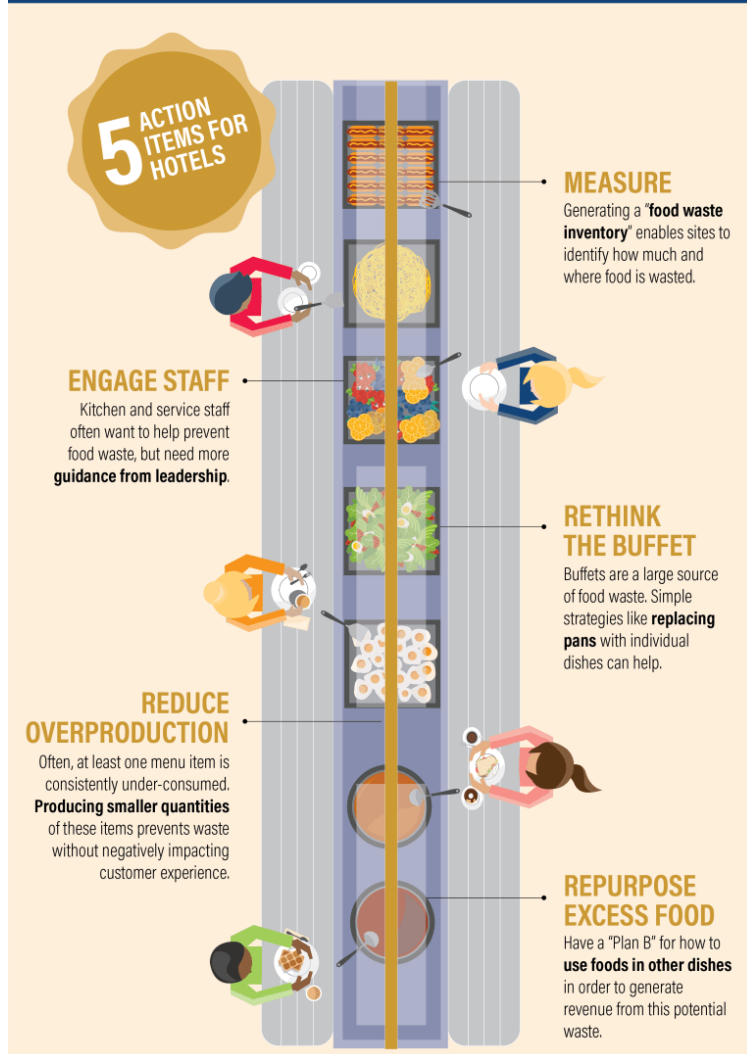 5 ACTION
ITEMS FOR
HOTELS
MEASURE
Generating a "food waste
inventory" enables sites to
identify how much and
where food is wasted.
ENGAGE STAFF
Kitchen and service staff
often want to help prevent
food waste, but need more
guidance from leadership.
RETHINK
THE BUFFET
Buffets are a large source
of food waste. Simple
strategies like replacing
pans with individual
dishes can help.
REDUCE
OVERPRODUCTION
Often, at least one menu item is
consistently under-consumed.
Producing smaller quantities
of these items prevents waste
without negatively impacting
customer experience.
REPURPOSE
EXCESS FOOD
Have a "Plan B" for how to
use foods in other dishes
in order to generate
revenue from this potential
waste.